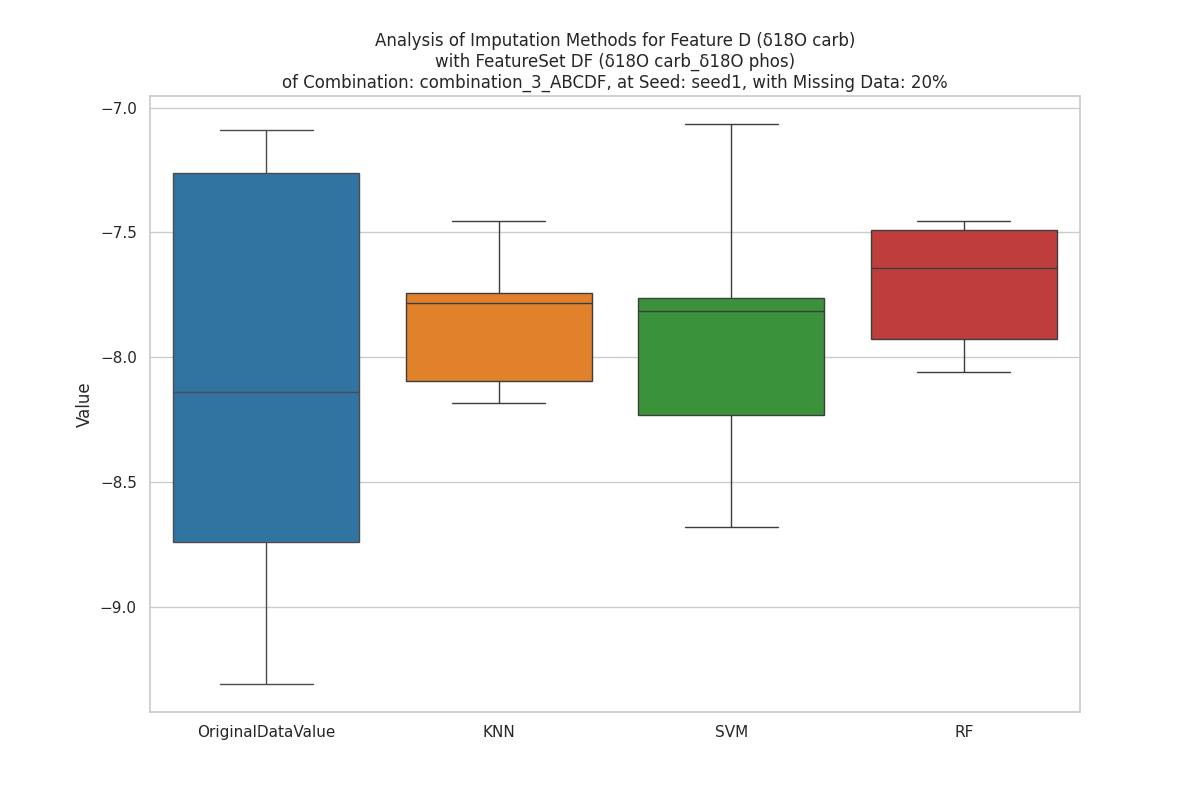 Analysis of Imputation Methods for Feature D (δ18O carb)
with FeatureSet DF (δ18O carb_δ18O phos)
of Combination: combination_3_ABCDF, at Seed: seed1, with Missing Data: 20%
−7.0
−7.5
−8.0
−8.5
−9.0
Value
OriginalDataValue
KNN
SVM
RF